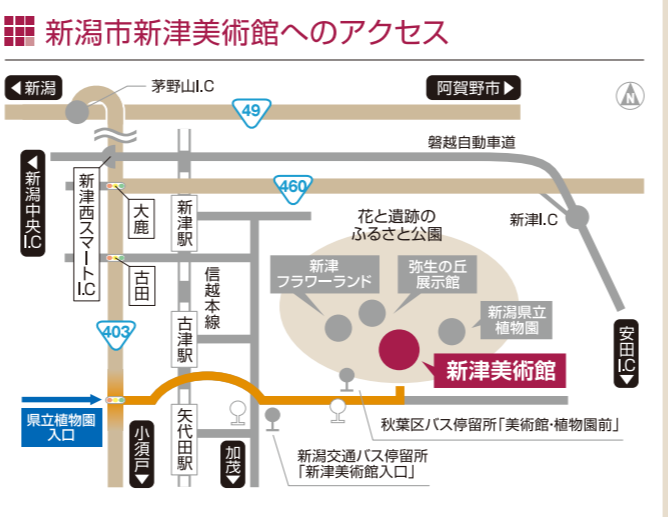 新潟市新津美術館へのアクセス
◀新潟
茅野山I.C
49
阿賀野市▶
N
磐越自動車道
◀新潟中央I.C
新津西スマートI.C
大鹿
新津駅
460
新津I.C
花と遺跡の
ふるさと公園
古田
信越本線
新津
フラワーランド
弥生の丘
展示館
新潟県立
植物園
403
古津駅
新津美術館
安田I.C▶
県立植物園
入口
小須戸▶
矢代田駅
加茂▶
秋葉区バス停留所「美術館・植物園前」
新潟交通バス停留所
「新津美術館入口」